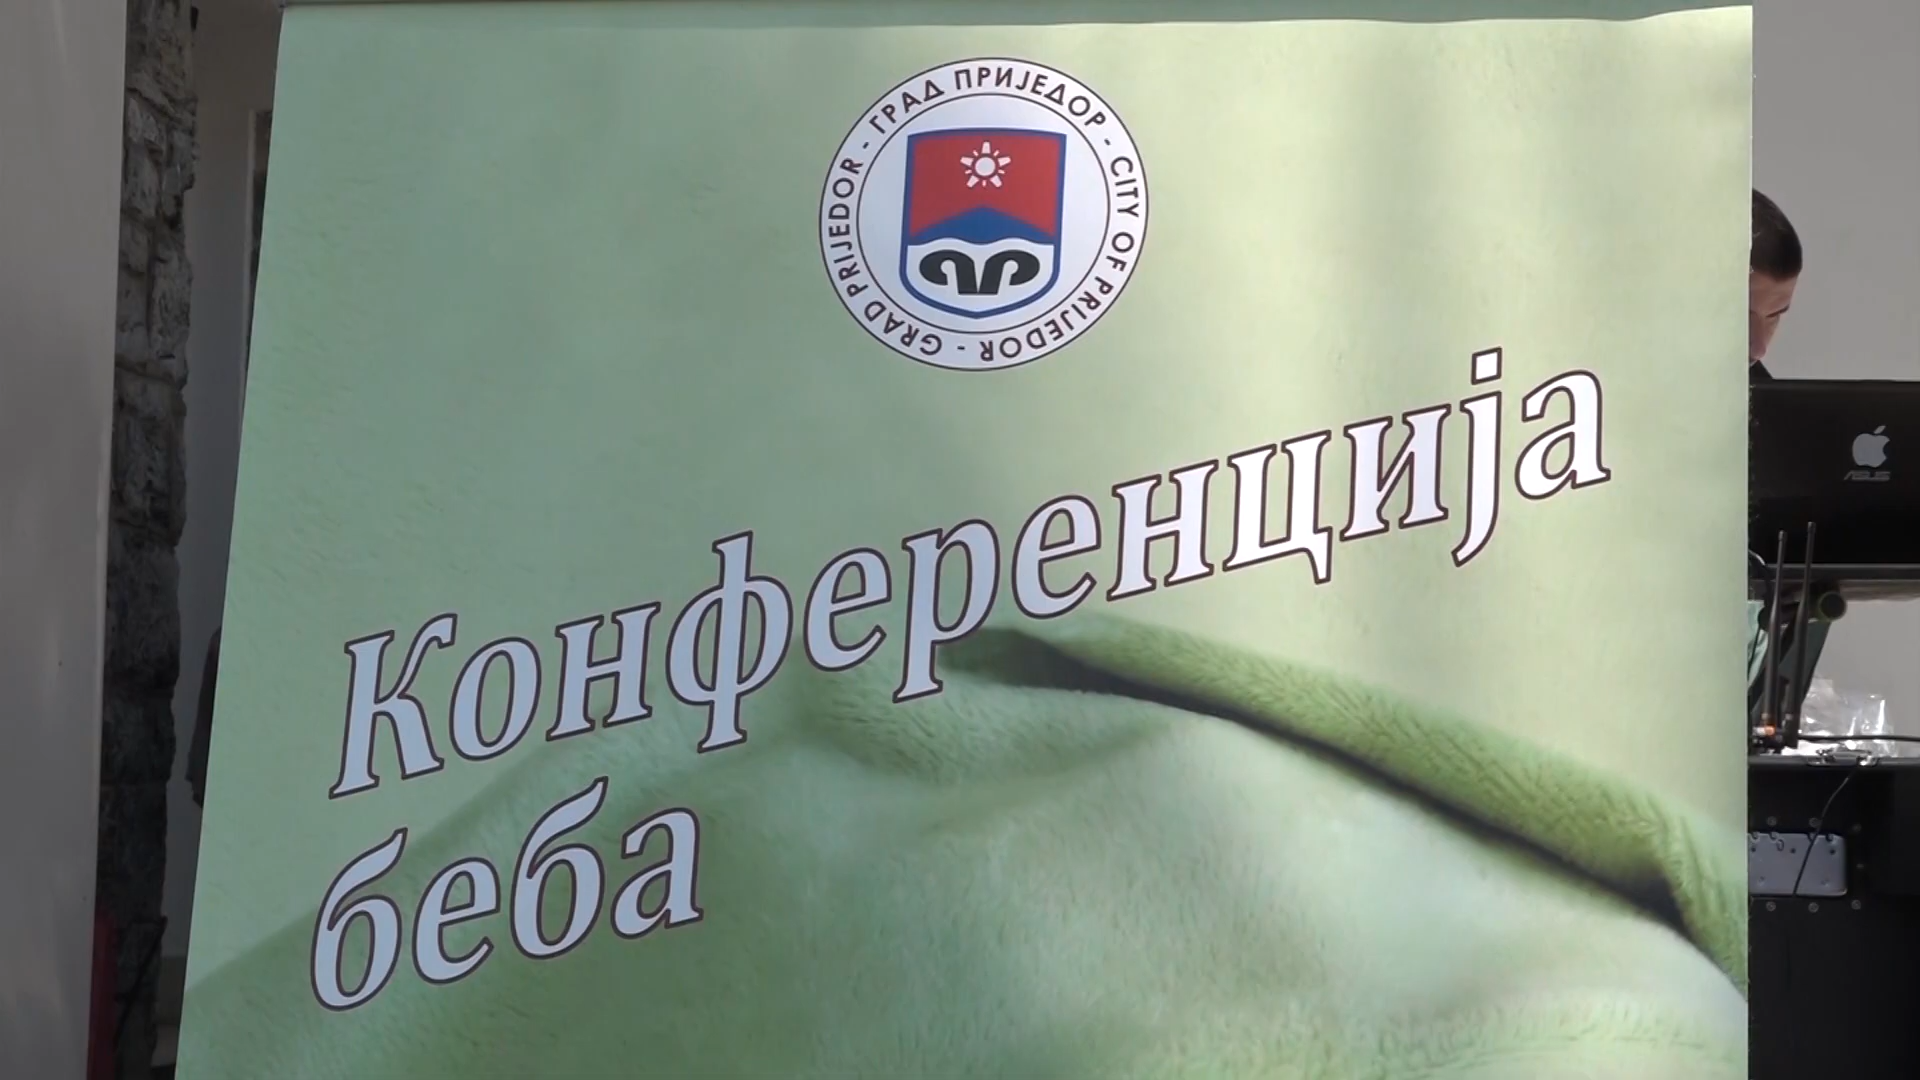 ГРАД ПРИЈЕДОР - CITY OF PRIJEDOR - GRAD PRIJEDOR -
Конференција
беба
ASUS